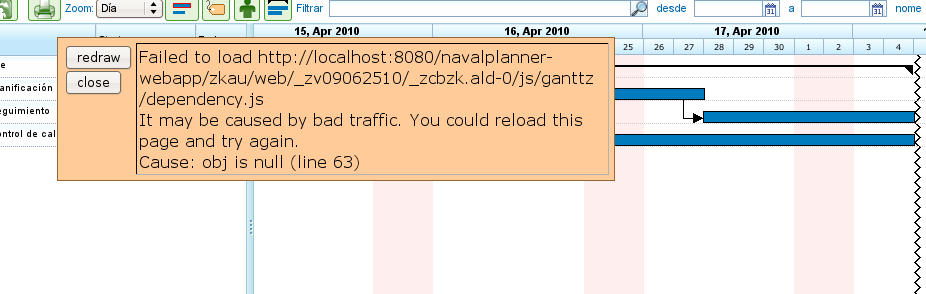 Zoom: Día Filtrar desde 31 a 31 nome
15, Apr 2010 16, Apr 2010 17, Apr 2010
25 26 27 28 29 30 1 2 3 4
redraw
close
Failed to load http://localhost:8080/navalplanner-
webapp/zkau/web/_zv09062510/_zcbzk.ald-0/js/ganttz
/dependency.js
It may be caused by bad traffic. You could reload this
page and try again.
Cause: obj is null (line 63)
e
anificación
eguimiento
ontrol de cal